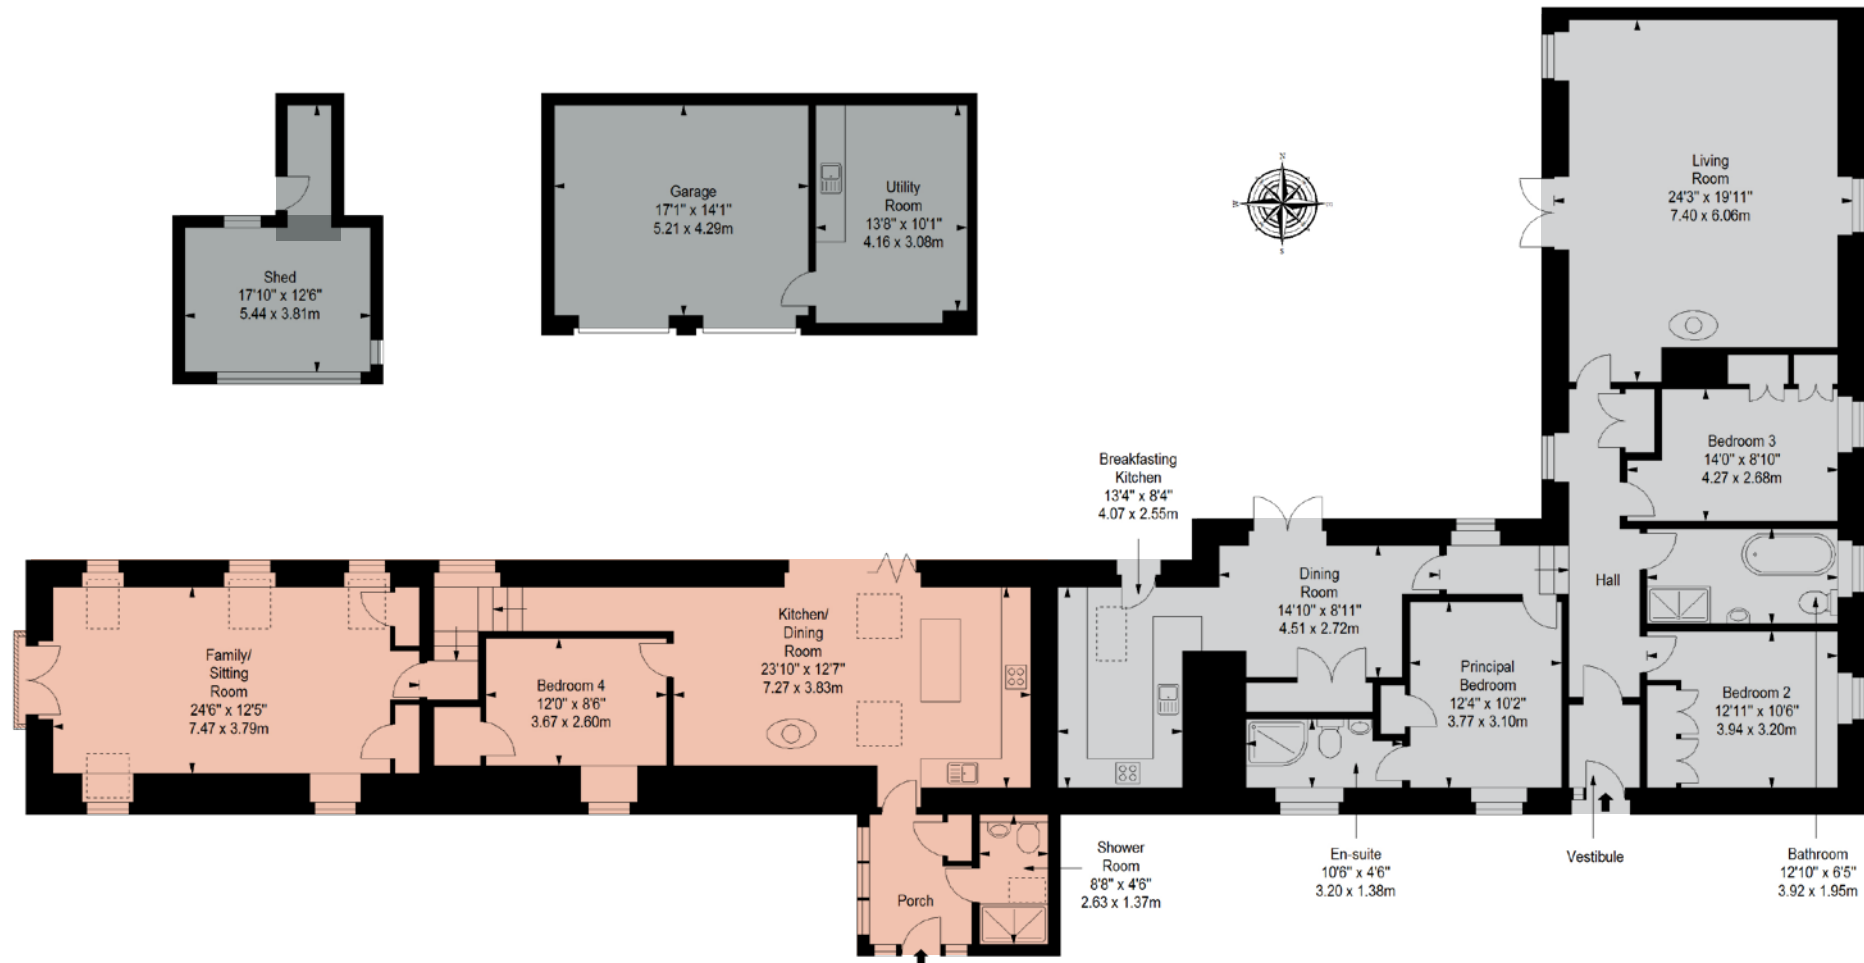 Shed
17'10" x 12'6"
5.44 x 3.81m
Garage
17'1" x 14'1"
5.21 x 4.29m
Utility
Room
13'8" x 10'1"
4.16 x 3.08m
N
W
E
S
Living
Room
24'3" x 19'11"
7.40 x 6.06m
Bedroom 3
14'0" x 8'10"
4.27 x 2.68m
Breakfasting
Kitchen
13'4" x 8'4"
4.07 x 2.55m
Family/
Sitting
Room
24'6" x 12'5"
7.47 x 3.79m
Bedroom 4
12'0" x 8'6"
3.67 x 2.60m
Kitchen/
Dining
Room
23'10" x 12'7"
7.27 x 3.83m
Dining
Room
14'10" x 8'11"
4.51 x 2.72m
Hall
Principal
Bedroom
12'4" x 10'2"
3.77 x 3.10m
Bedroom 2
12'11" x 10'6"
3.94 x 3.20m
Porch
Shower
Room
8'8" x 4'6"
2.63 x 1.37m
En-suite
10'6" x 4'6"
3.20 x 1.38m
Vestibule
Bathroom
12'10" x 6'5"
3.92 x 1.95m